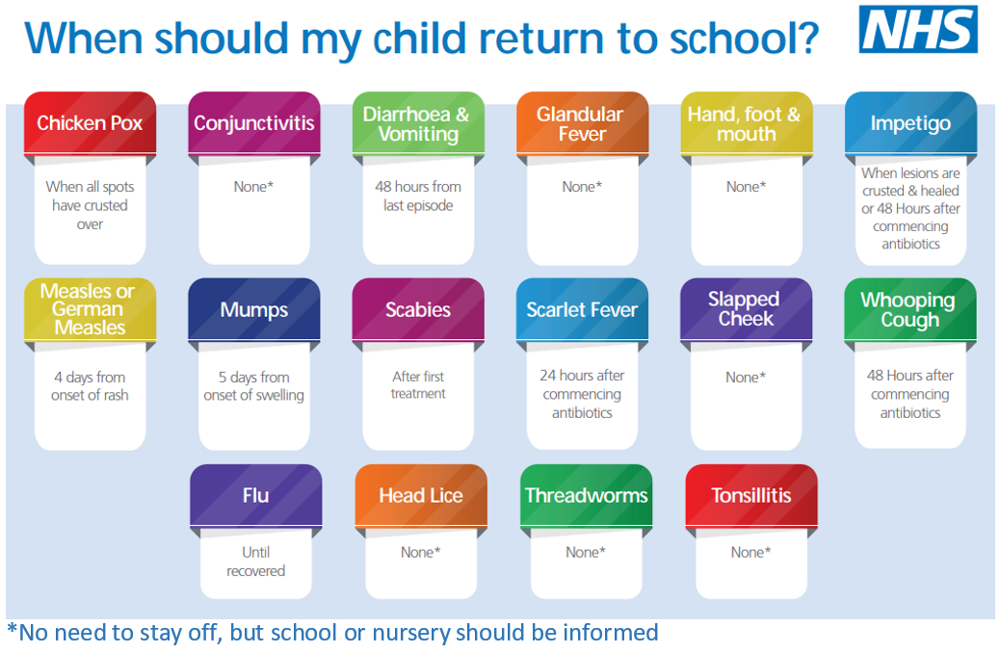 When should my child return to school?
NHS
Chicken Pox
When all spots
have crusted
over
Conjunctivitis
None*
Diarrhoea &
Vomiting
48 hours from
last episode
Glandular
Fever
None*
Hand, foot &
mouth
None*
Impetigo
When lesions are
crusted & healed
or 48 Hours after
commencing
antibiotics
Measles or
German
Measles
4 days from
onset of rash
Mumps
5 days from
onset of swelling
Scabies
After first
treatment
Scarlet Fever
24 hours after
commencing
antibiotics
Slapped
Cheek
None*
Whooping
Cough
48 Hours after
commencing
antibiotics
Flu
Until
recovered
Head Lice
None*
Threadworms
None*
Tonsillitis
None*
*No need to stay off, but school or nursery should be informed